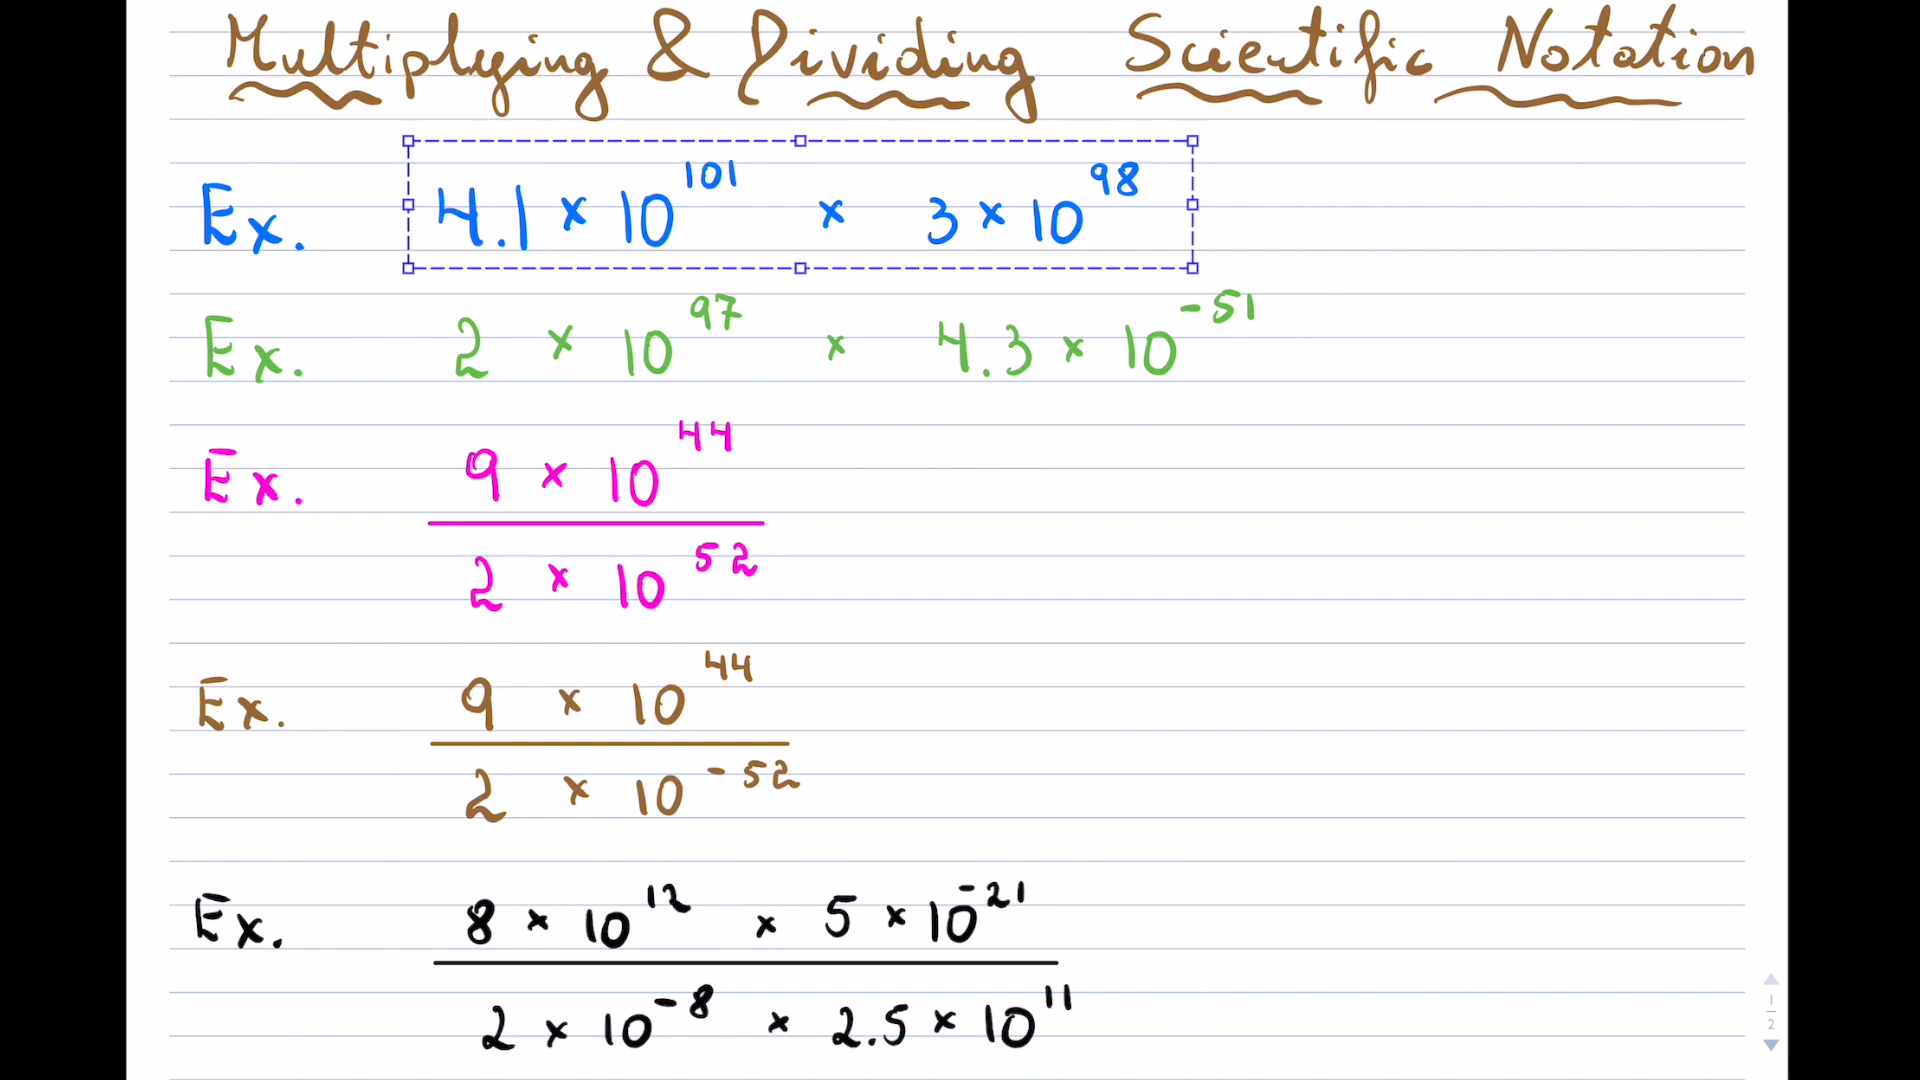 Multiplying & Dividing Scientific Notation
Ex. 4.1 × 10^101 × 3 × 10^98
Ex. 2 × 10^97 × 4.3 × 10^-51
Ex. 9 × 10^44
2 × 10^52
Ex. 9 × 10^44
2 × 10^-52
Ex. 8 × 10^12 × 5 × 10^-21
2 × 10^-8 × 2.5 × 10^11
1
2